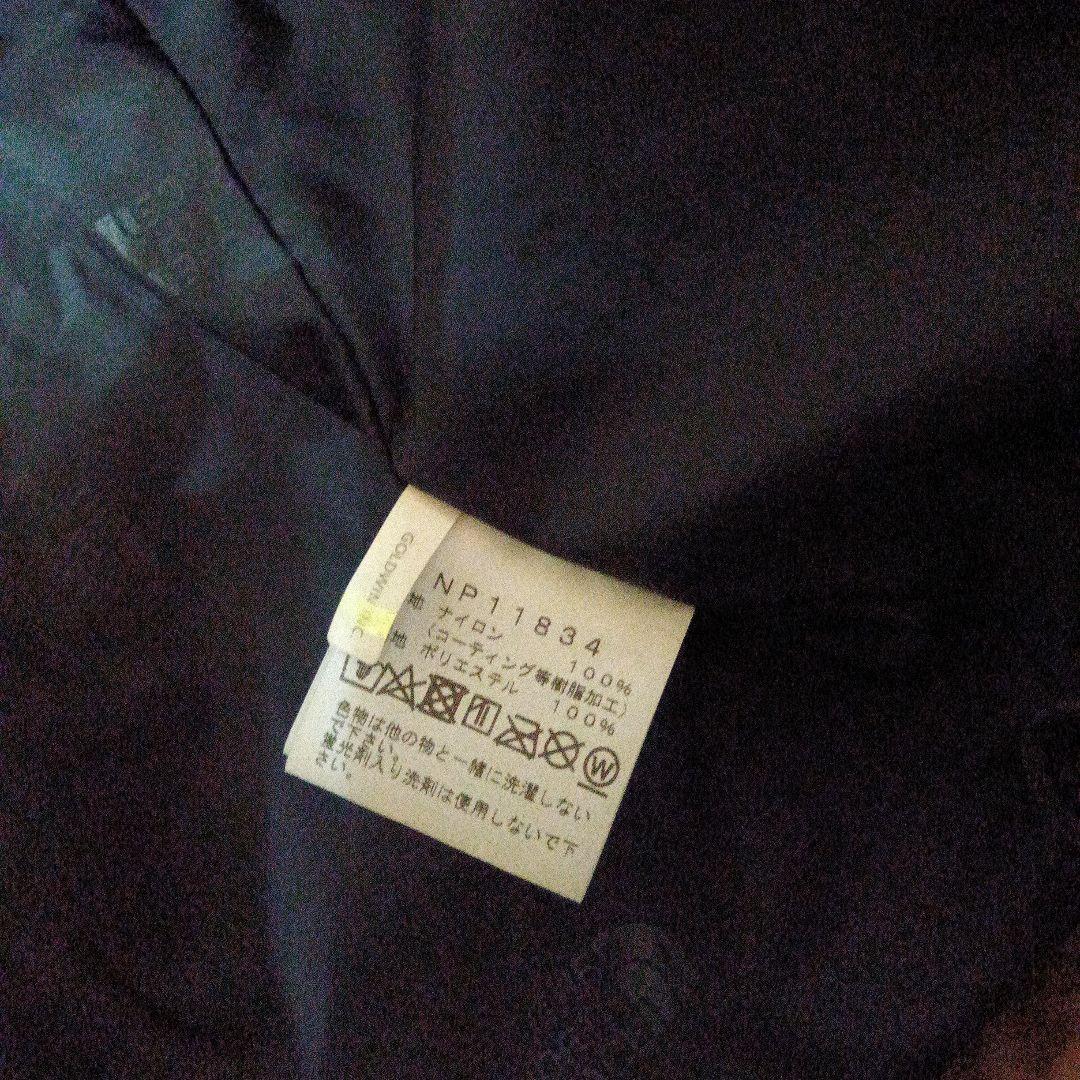 GOLDWIN
NP11834
地 ナイロン 100%
(コーティング等樹脂加工)
地 ポリエステル 100%
W
色物は他の物と一緒に洗濯しない
で下さい。
蛍光剤入り洗剤は使用しないで下
さい。